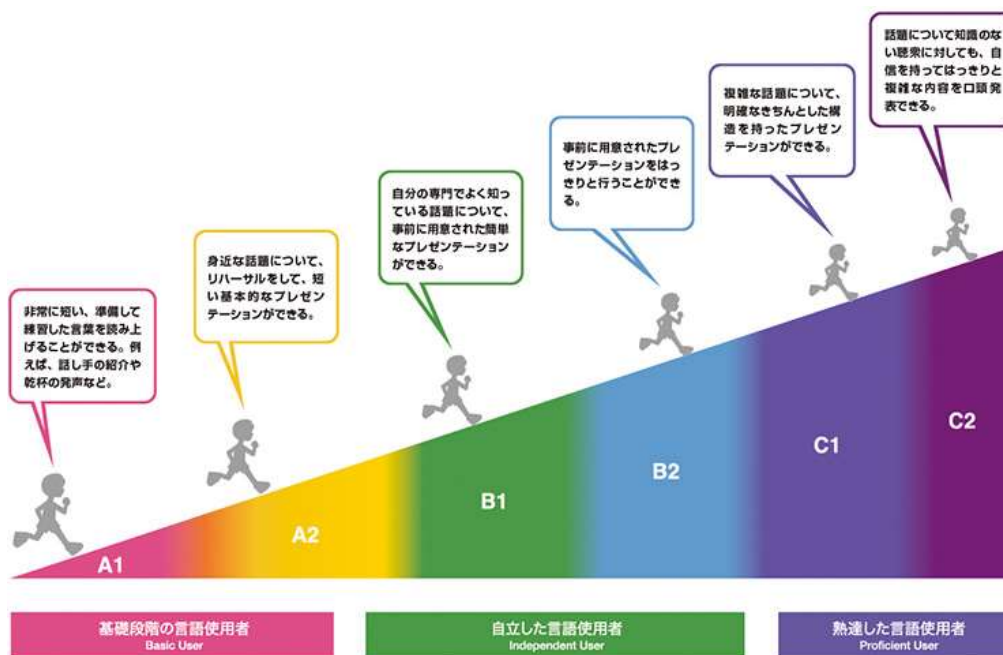 非常に短い、準備して
練習した言葉を読み上
げることができる。例
えば、話し手の紹介や
乾杯の発声など。
身近な話題について、
リハーサルをして、短
い基本的なプレゼン
テーションができる。
自分の専門でよく知っ
ている話題について、
事前に用意された簡単
なプレゼンテーション
ができる。
事前に用意されたプレ
ゼンテーションをはっ
きりと行うことができ
る。
複雑な話題について、
明確なきちんとした構
造を持ったプレゼン
テーションができる。
話題について知識のな
い聴衆に対しても、自
信を持ってはっきりと
複雑な内容を口頭発
表できる。
A1
A2
B1
B2
C1
C2
基礎段階の言語使用者
Basic User
自立した言語使用者
Independent User
熟達した言語使用者
Proficient User